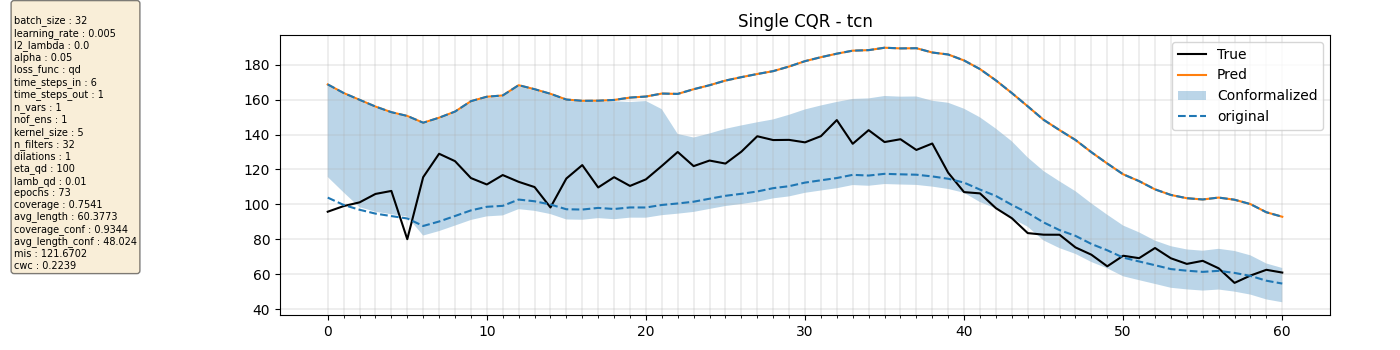 batch_size : 32
learning_rate : 0.005
l2_lambda : 0.0
alpha : 0.05
loss_func : qd
time_steps_in : 6
time_steps_out : 1
n_vars : 1
nof_ens : 1
kernel_size : 5
n_filters : 32
dilations : 1
eta_qd : 100
lamb_qd : 0.01
epochs : 73
coverage : 0.7541
avg_length : 60.3773
coverage_conf : 0.9344
avg_length_conf : 48.024
mis : 121.6702
cwc : 0.2239
Single CQR - tcn
True
Pred
Conformalized
original
180
160
140
120
100
80
60
40
0 10 20 30 40 50 60